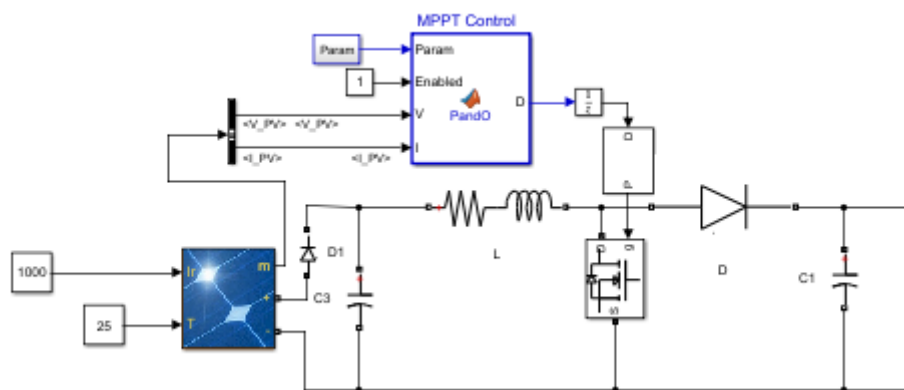 MPPT Control
Param
Param
1
Enabled
V
I
D
PandO
<V_PV>
<V_PV>
<I_PV>
<I_PV>
1
z
D
P
1000
25
Ir
T
m
+
-
D1
C3
L
g
D
S
D
C1